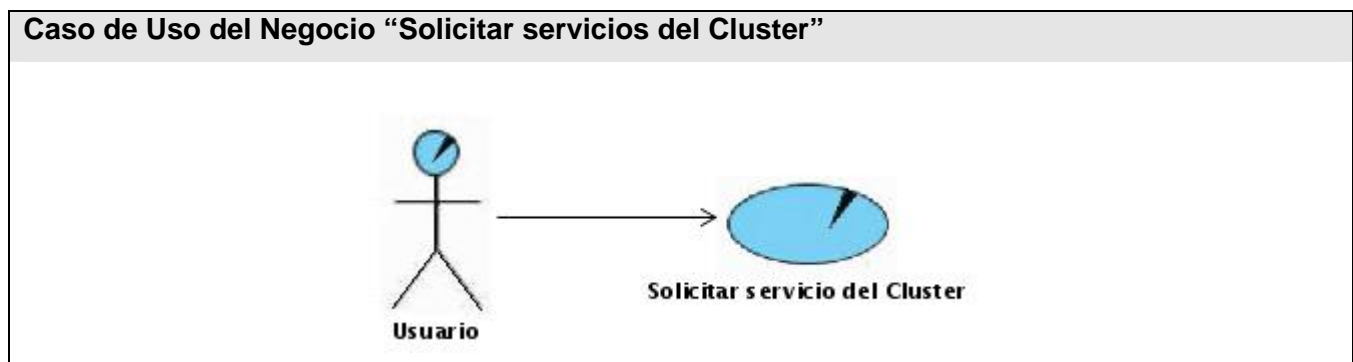 Caso de Uso del Negocio “Solicitar servicios del Cluster”
Solicitar servicio del Cluster
Usuario